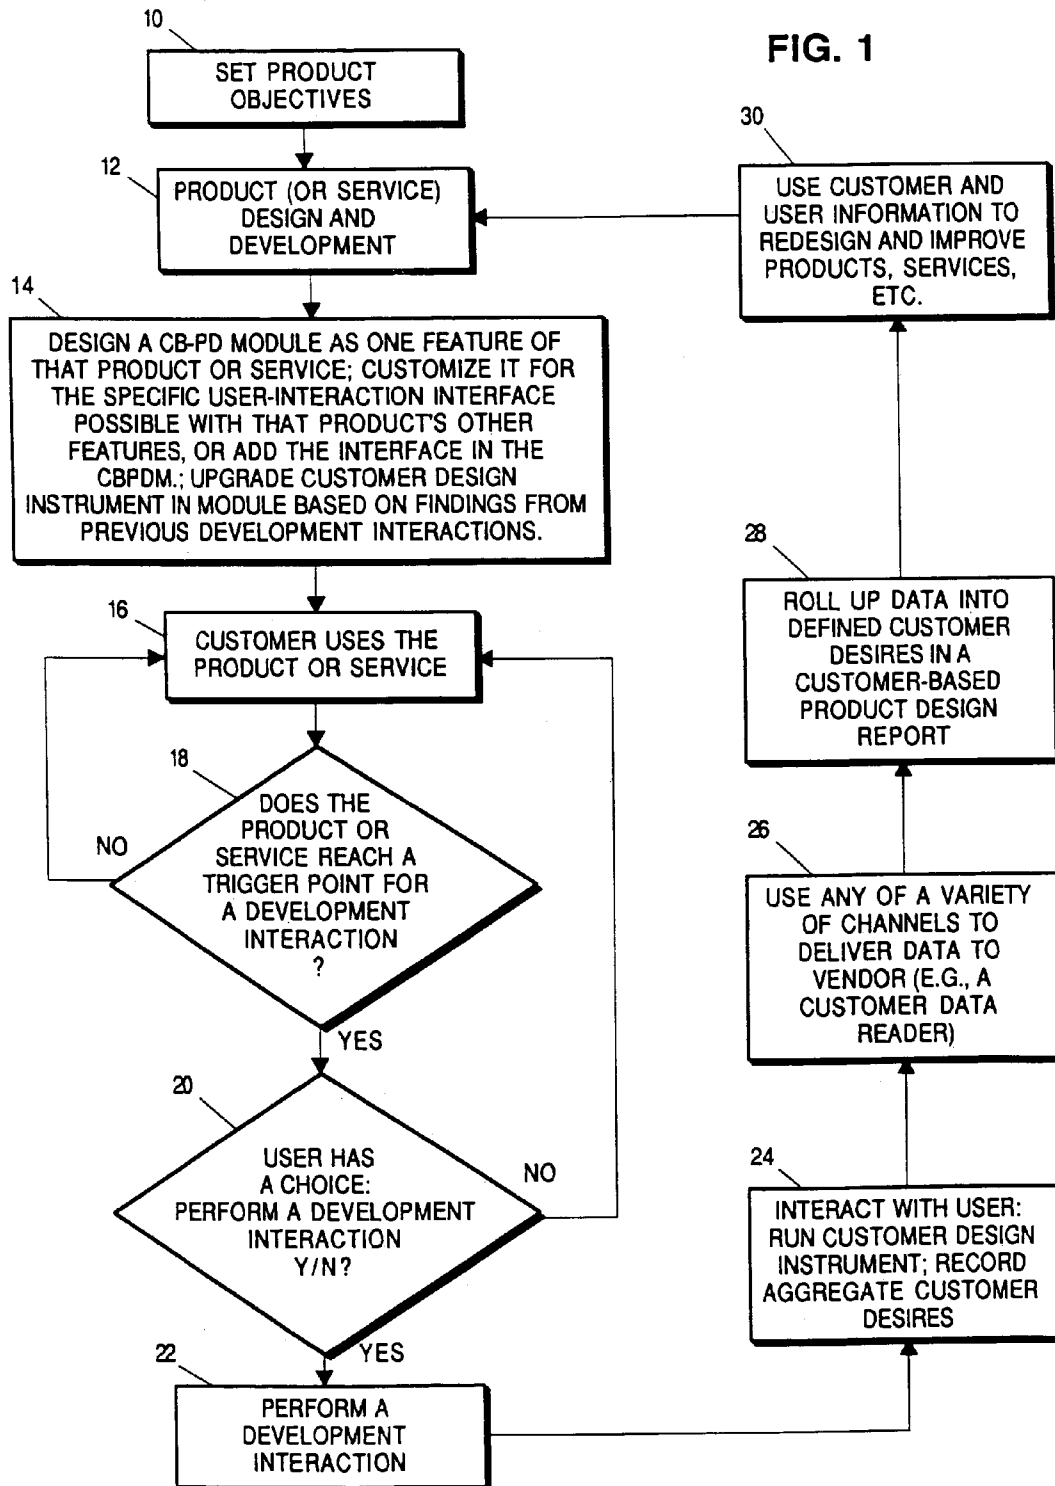 FIG. 1
10
SET PRODUCT
OBJECTIVES
12
PRODUCT (OR SERVICE)
DESIGN AND
DEVELOPMENT
14
DESIGN A CB-PD MODULE AS ONE FEATURE OF
THAT PRODUCT OR SERVICE; CUSTOMIZE IT FOR
THE SPECIFIC USER-INTERACTION INTERFACE
POSSIBLE WITH THAT PRODUCT'S OTHER
FEATURES, OR ADD THE INTERFACE IN THE
CBPDM.; UPGRADE CUSTOMER DESIGN
INSTRUMENT IN MODULE BASED ON FINDINGS FROM
PREVIOUS DEVELOPMENT INTERACTIONS.
16
CUSTOMER USES THE
PRODUCT OR SERVICE
18
DOES THE
PRODUCT OR
SERVICE REACH A
TRIGGER POINT FOR
A DEVELOPMENT
INTERACTION
?
NO
YES
20
USER HAS
A CHOICE:
PERFORM A DEVELOPMENT
INTERACTION
Y/N?
NO
YES
22
PERFORM A
DEVELOPMENT
INTERACTION
24
INTERACT WITH USER:
RUN CUSTOMER DESIGN
INSTRUMENT; RECORD
AGGREGATE CUSTOMER
DESIRES
26
USE ANY OF A VARIETY
OF CHANNELS TO
DELIVER DATA TO
VENDOR (E.G., A
CUSTOMER DATA
READER)
28
ROLL UP DATA INTO
DEFINED CUSTOMER
DESIRES IN A
CUSTOMER-BASED
PRODUCT DESIGN
REPORT
30
USE CUSTOMER AND
USER INFORMATION TO
REDESIGN AND IMPROVE
PRODUCTS, SERVICES,
ETC.